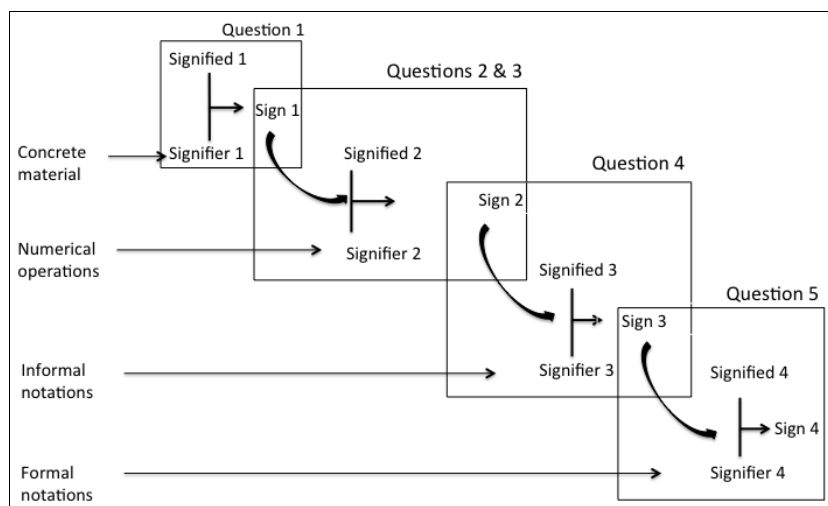 Question 1
Signified 1
Questions 2 & 3
Sign 1
Concrete
material
Signifier 1
Signified 2
Question 4
Sign 2
Numerical
operations
Signifier 2
Signified 3
Question 5
Sign 3
Informal
notations
Signifier 3
Signified 4
Sign 4
Formal
notations
Signifier 4